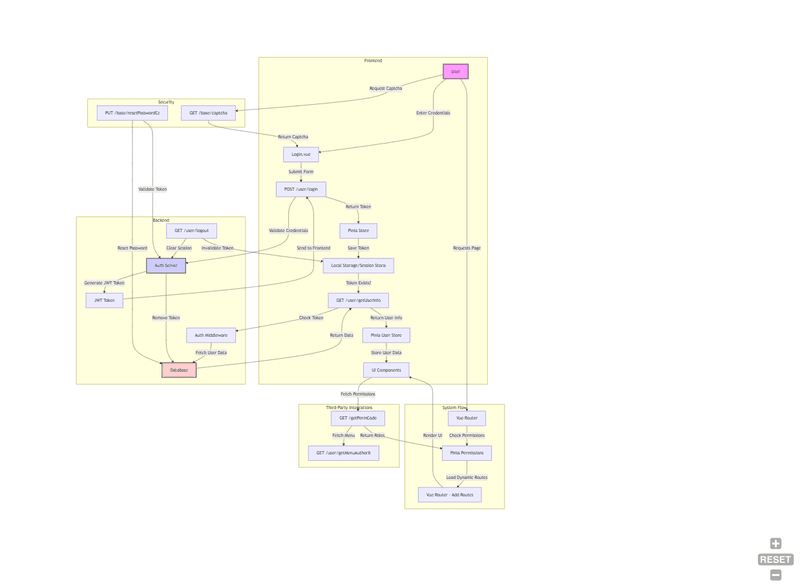 Frontend
User
Request Captcha
Security
PUT /base/resetPasswordEx
GET /base/captcha
Enter Credentials
Return Captcha
Login.vue
Submit Form
POST /user/login
Validate Token
Return Token
Backend
GET /user/logout
Validate Credentials
Pinia Store
Reset Password
Clear Session
Invalidate Token
Send to Frontend
Save Token
Requests Page
Auth Server
Local Storage/Session Storage
Generate JWT Token
Token Exists?
JWT Token
GET /user/getUserInfo
Remove Token
Check Token
Return User Info
Auth Middleware
Return Data
Pinia User Store
Fetch User Data
Store User Data
Database
UI Components
Fetch Permissions
Third-Party Integrations
System Flow
GET /getPermCode
Vue Router
Fetch Menu
Return Roles
Render UI
Check Permissions
Pinia Permissions
Load Dynamic Routes
Vue Router - Add Routes
RESET